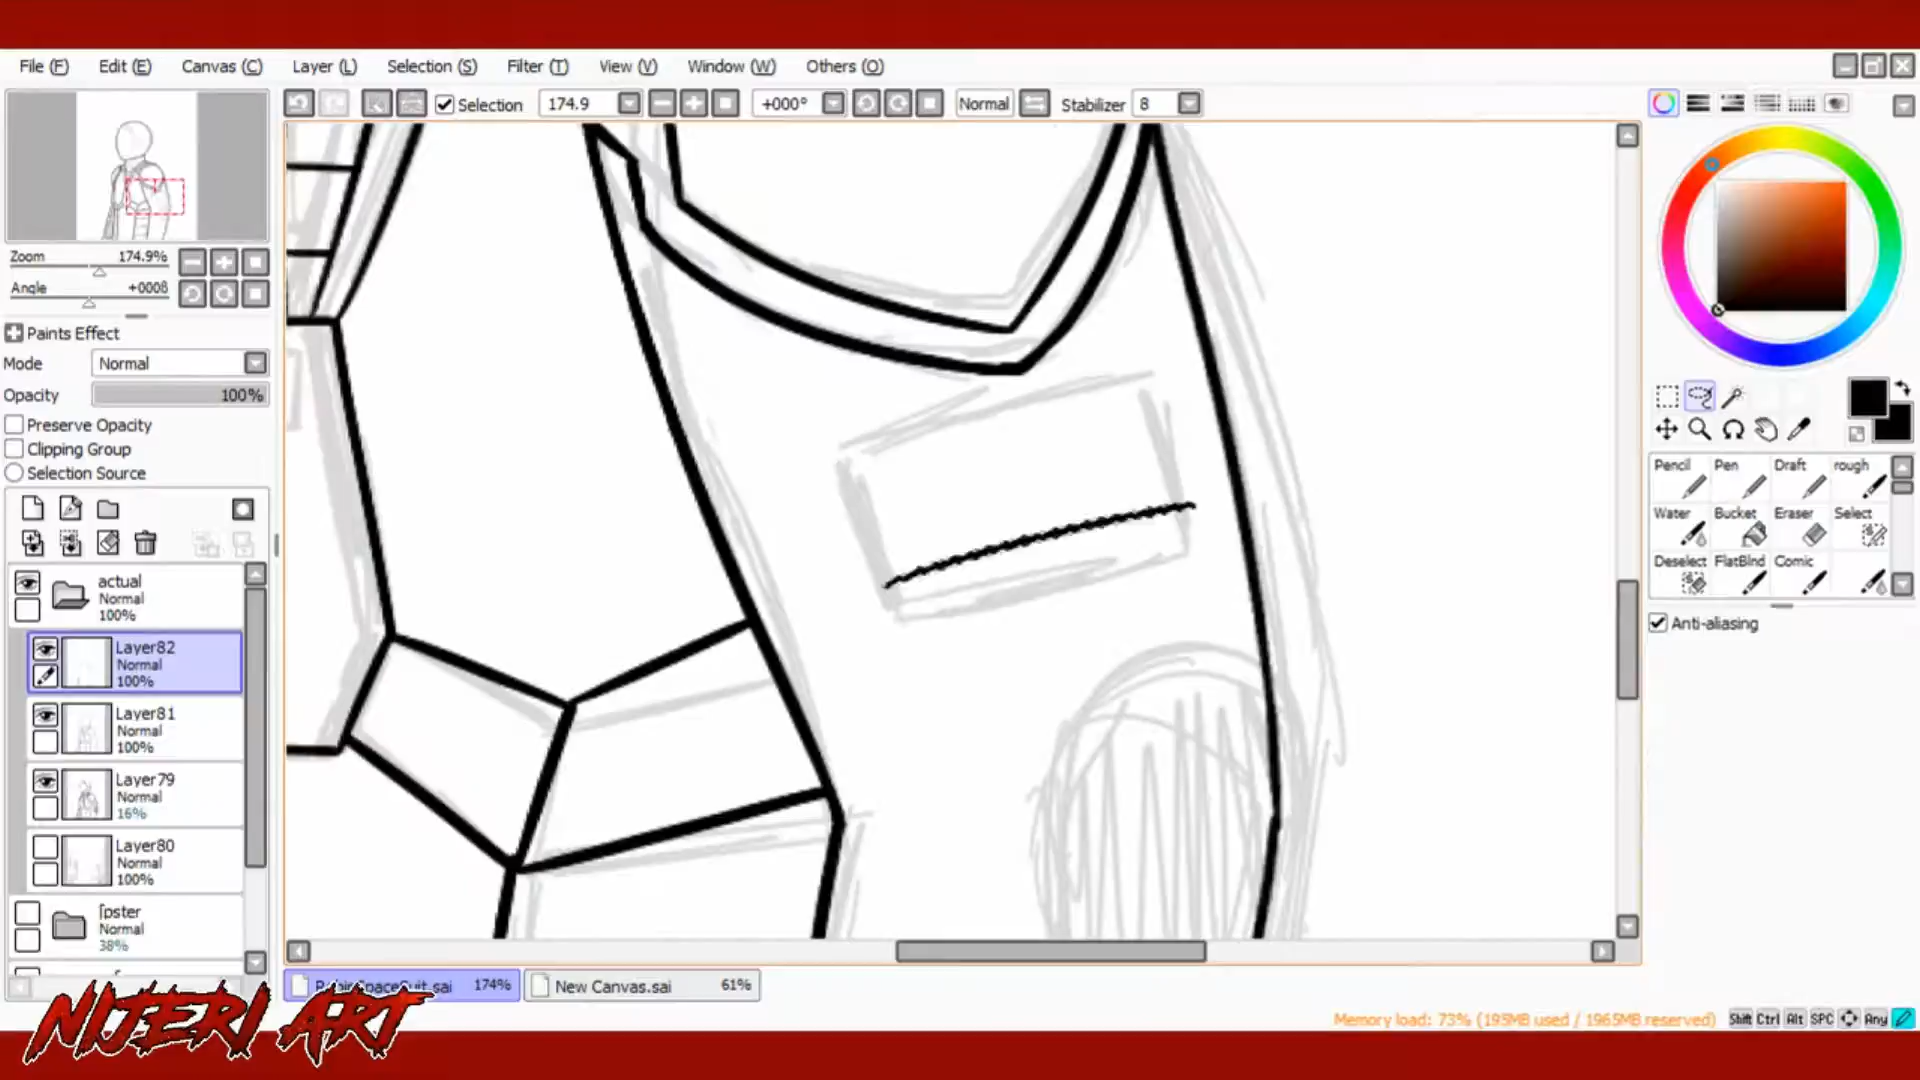 File (F) Edit (E) Canvas (C) Layer (L) Selection (S) Filter (T) View (V) Window (W) Others (O)
Selection 174.9 +000° Normal Stabilizer 8
Zoom 174.9%
Angle +000ß
Paints Effect
Mode Normal
Opacity 100%
Preserve Opacity
Clipping Group
Selection Source
actual
Normal
100%
Layer82
Normal
100%
Layer81
Normal
100%
Layer79
Normal
16%
Layer80
Normal
100%
Normal
38%
Pencil Pen Draft rough
Water Bucket Eraser Select
Deselect FlatBlnd Comic
Anti-aliasing
174% New Canvas.sai 61%
Memory load: 73% (195MB used / 1965MB reserved) Shift Ctrl Alt SPC Any
NIJERI ART